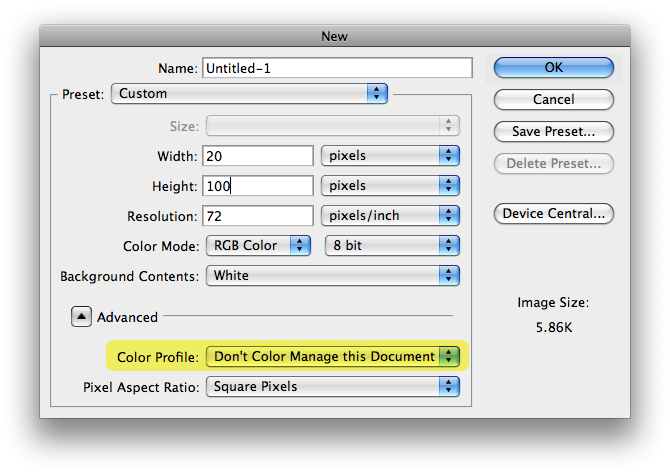 New
Name: Untitled-1
OK
Preset: Custom
Cancel
Size:
Save Preset...
Width: 20 pixels
Delete Preset...
Height: 100 pixels
Resolution: 72 pixels/inch
Device Central...
Color Mode: RGB Color 8 bit
Background Contents: White
Image Size:
5.86K
Advanced
Color Profile: Don't Color Manage this Document
Pixel Aspect Ratio: Square Pixels